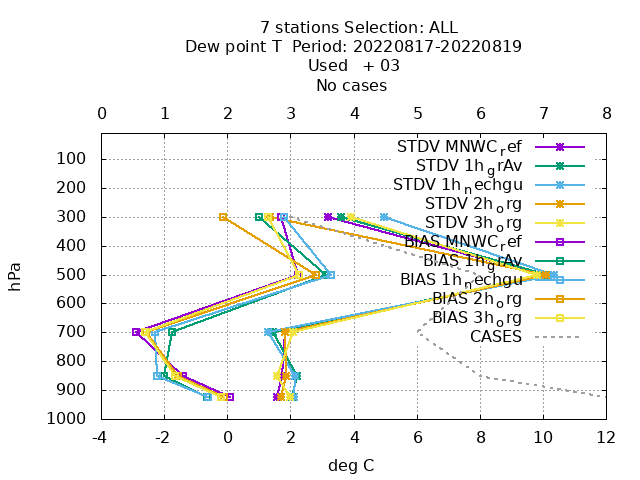 7 stations Selection: ALL
Dew point T  Period: 20220817-20220819
Used   + 03
No cases
0 1 2 3 4 5 6 7 8
STDV MNWC_ref
STDV 1h_grAv
STDV 1h_nechgu
STDV 2h_org
STDV 3h_org
BIAS MNWC_ref
BIAS 1h_grAv
BIAS 1h_nechgu
BIAS 2h_org
BIAS 3h_org
CASES
hPa
100
200
300
400
500
600
700
800
900
1000
-4 -2 0 2 4 6 8 10 12
deg C